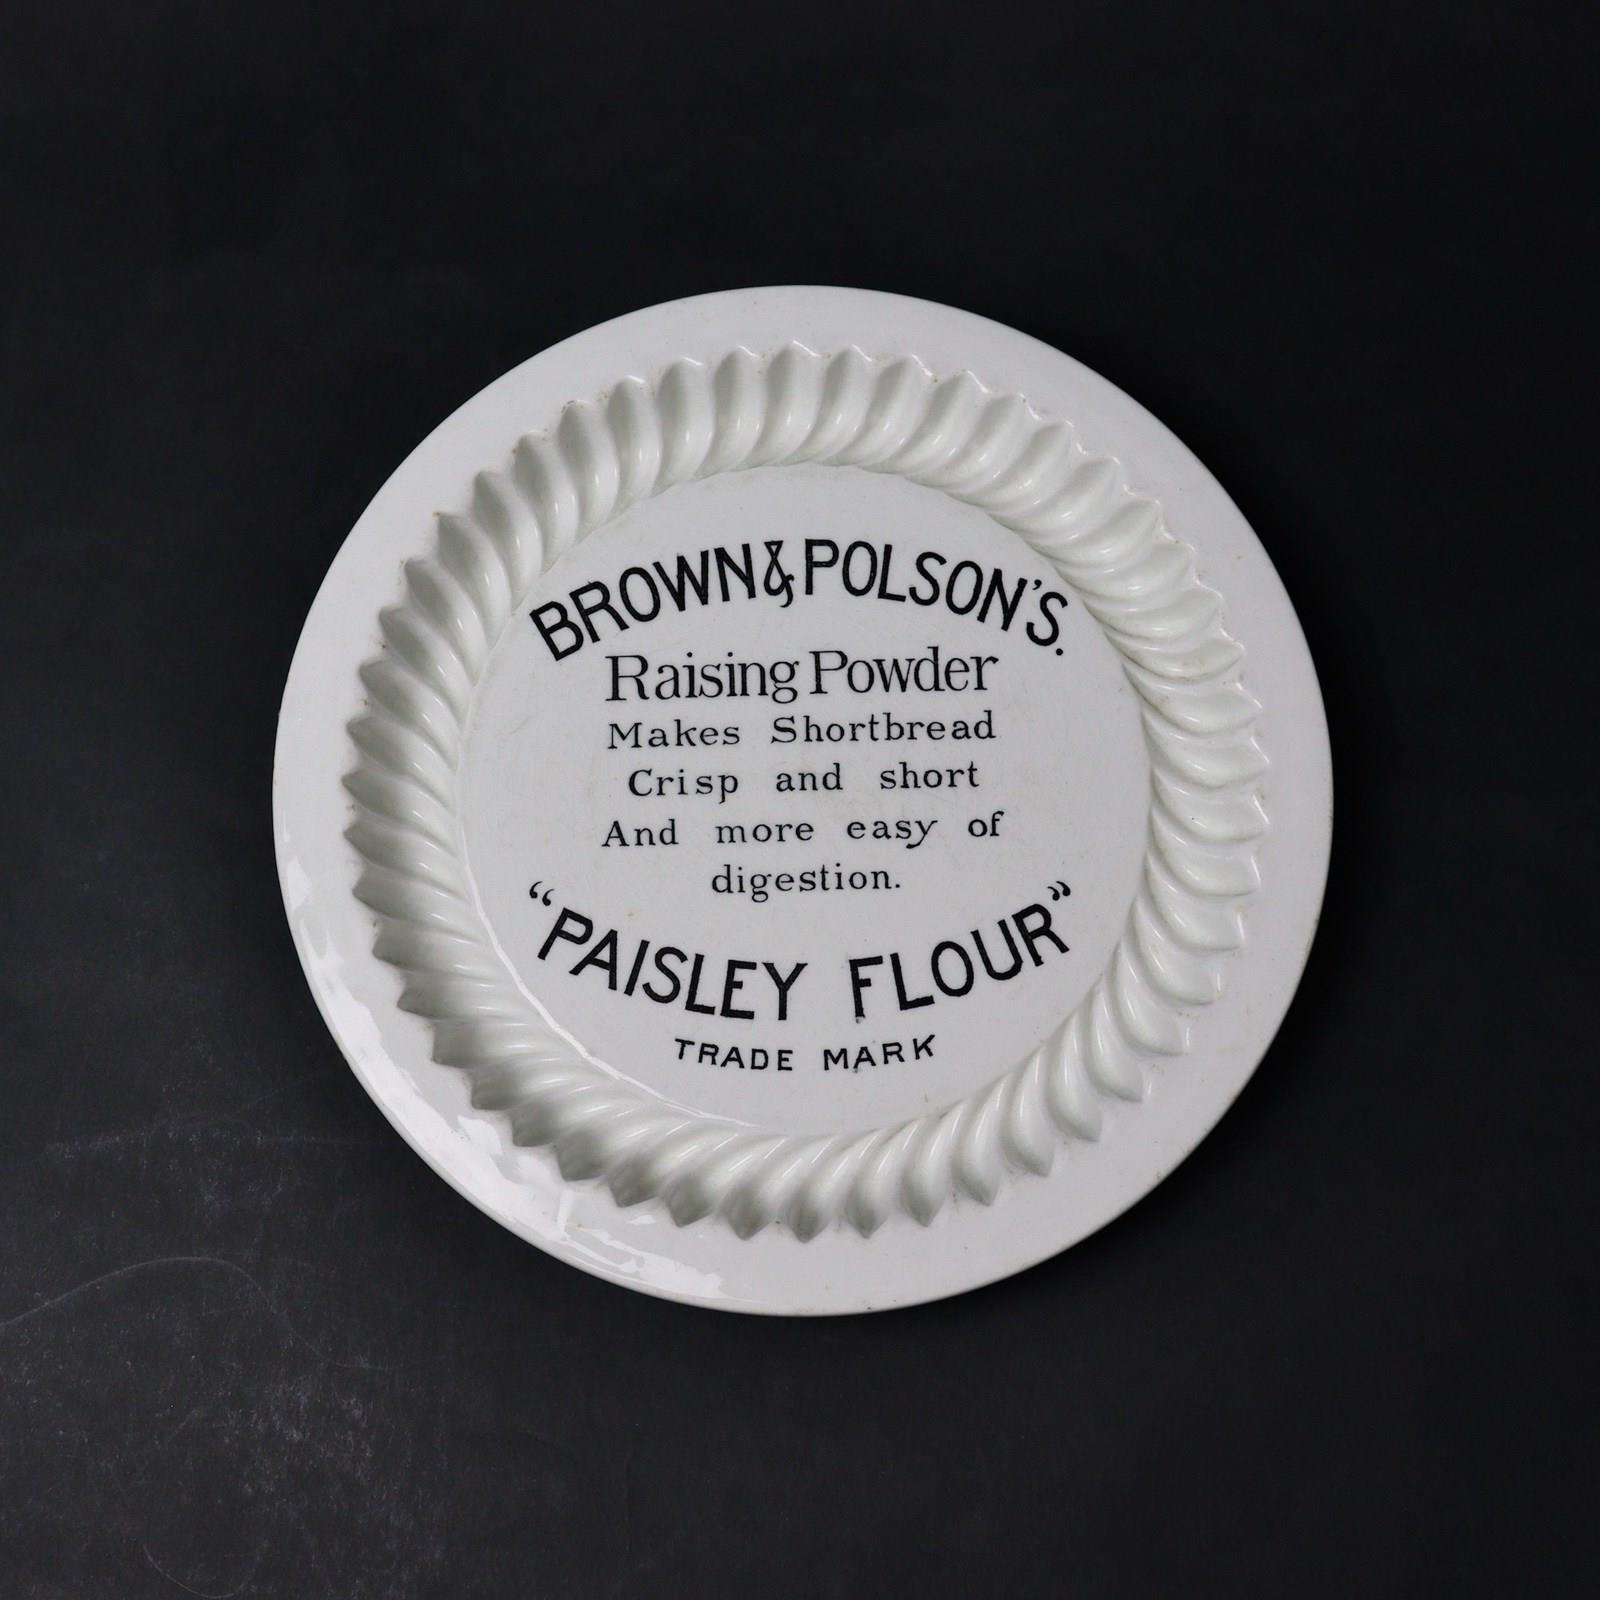 BROWN & POLSON'S.
Raising Powder
Makes Shortbread
Crisp and short
And more easy of
digestion.
“PAISLEY FLOUR”
TRADE MARK